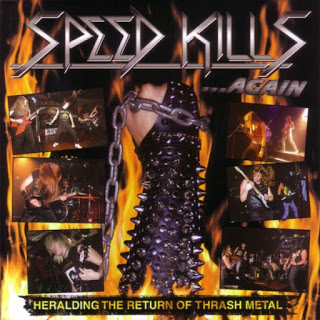 SPEED KILLS
...AGAIN
HERALDING THE RETURN OF THRASH METAL